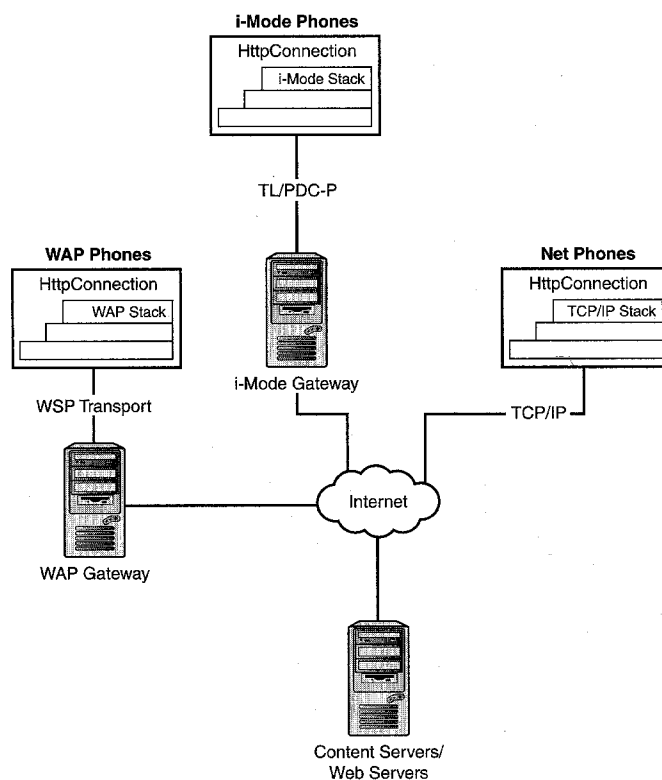 i-Mode Phones
HttpConnection
i-Mode Stack
TL/PDC-P
WAP Phones
HttpConnection
WAP Stack
WSP Transport
WAP Gateway
i-Mode Gateway
Net Phones
HttpConnection
TCP/IP Stack
TCP/IP
Internet
Content Servers/
Web Servers